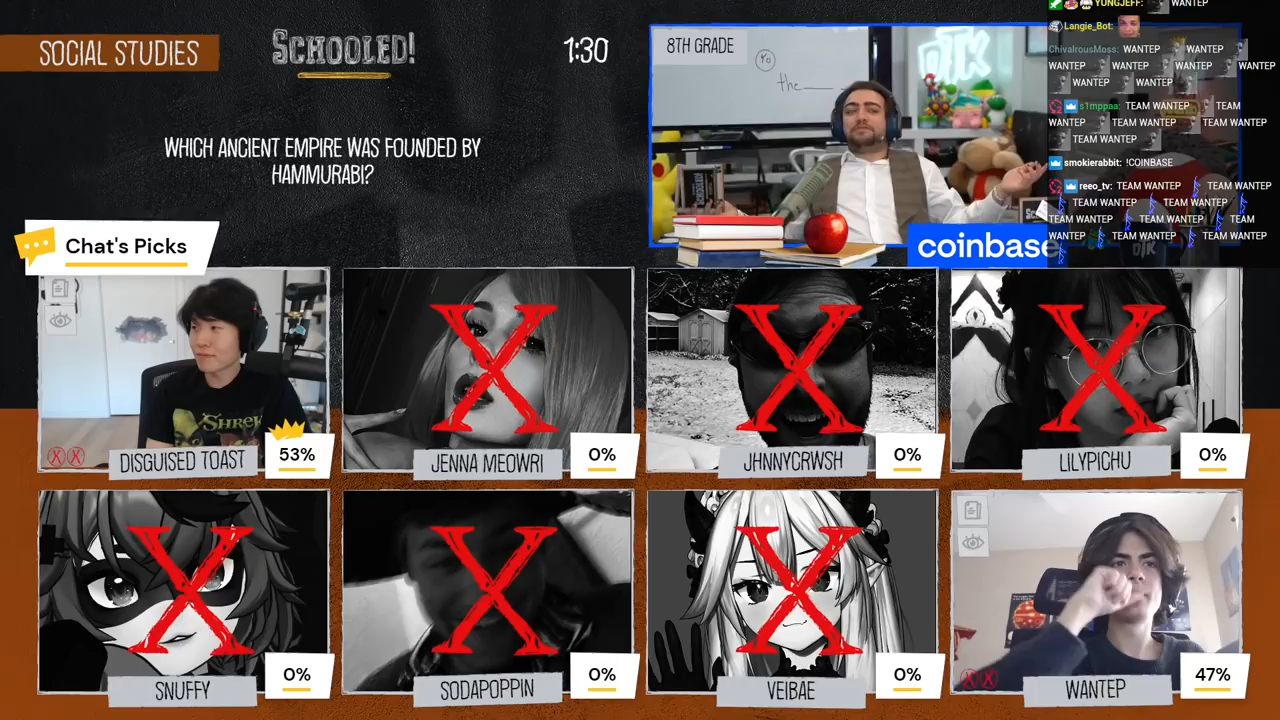 SOCIAL STUDIES
SCHOOLED!
1:30
8TH GRADE
the
WHICH ANCIENT EMPIRE WAS FOUNDED BY
HAMMURABI?
Chat's Picks
coinbase
YUNGJEFF: WANTEP
Langie_Bot:
ChivalrousMoss: WANTEP WANTEP
WANTEP WANTEP WANTEP WANTEP
WANTEP WANTEP
s1mppaa: TEAM WANTEP TEAM
WANTEP TEAM WANTEP TEAM WANTEP
TEAM WANTEP
smokierabbit: !COINBASE
reeo_tv: TEAM WANTEP TEAM WANTEP
TEAM WANTEP TEAM WANTEP
TEAM WANTEP TEAM WANTEP TEAM
WANTEP TEAM WANTEP TEAM WANTEP
SHREK
DISGUISED TOAST
53%
JENNA MEOWRI
0%
JHNNYCRWSH
0%
LILYPICHU
0%
SNUFFY
0%
SODAPOPPIN
0%
VEIBAE
0%
WANTEP
47%